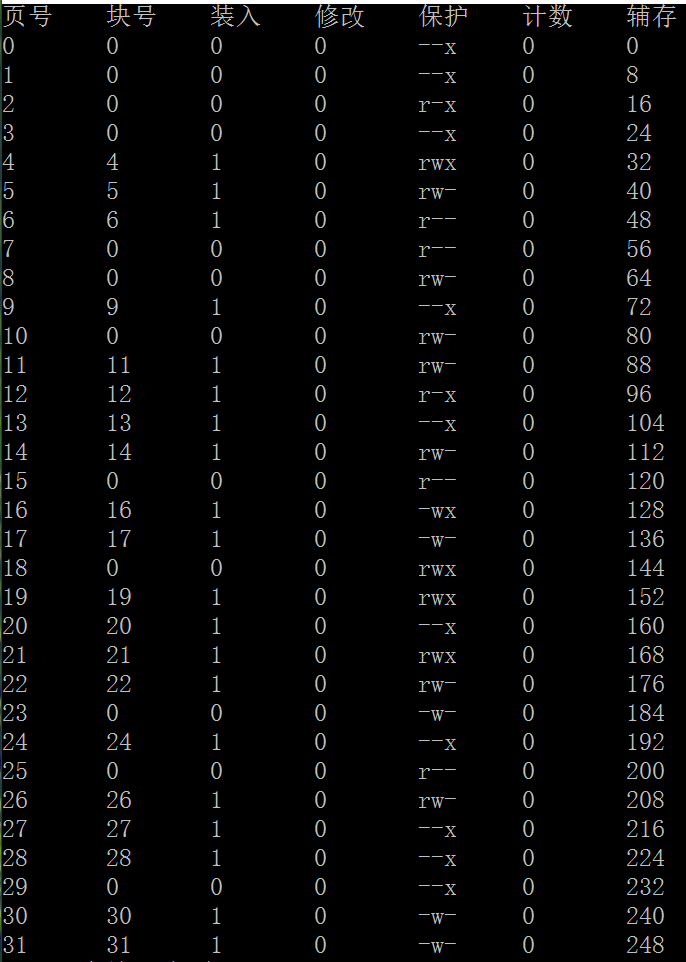 页号 块号 装入 修改 保护 计数 辅存
0 0 0 0 --x 0 0
1 0 0 0 --x 0 8
2 0 0 0 r-x 0 16
3 0 0 0 --x 0 24
4 4 1 0 rwx 0 32
5 5 1 0 rw- 0 40
6 6 1 0 r-- 0 48
7 0 0 0 r-- 0 56
8 0 0 0 rw- 0 64
9 9 1 0 --x 0 72
10 0 0 0 rw- 0 80
11 11 1 0 rw- 0 88
12 12 1 0 r-x 0 96
13 13 1 0 --x 0 104
14 14 1 0 rw- 0 112
15 0 0 0 r-- 0 120
16 16 1 0 -wx 0 128
17 17 1 0 -w- 0 136
18 0 0 0 rwx 0 144
19 19 1 0 rwx 0 152
20 20 1 0 --x 0 160
21 21 1 0 rwx 0 168
22 22 1 0 rw- 0 176
23 0 0 0 -w- 0 184
24 24 1 0 --x 0 192
25 0 0 0 r-- 0 200
26 26 1 0 rw- 0 208
27 27 1 0 --x 0 216
28 28 1 0 --x 0 224
29 0 0 0 --x 0 232
30 30 1 0 -w- 0 240
31 31 1 0 -w- 0 248